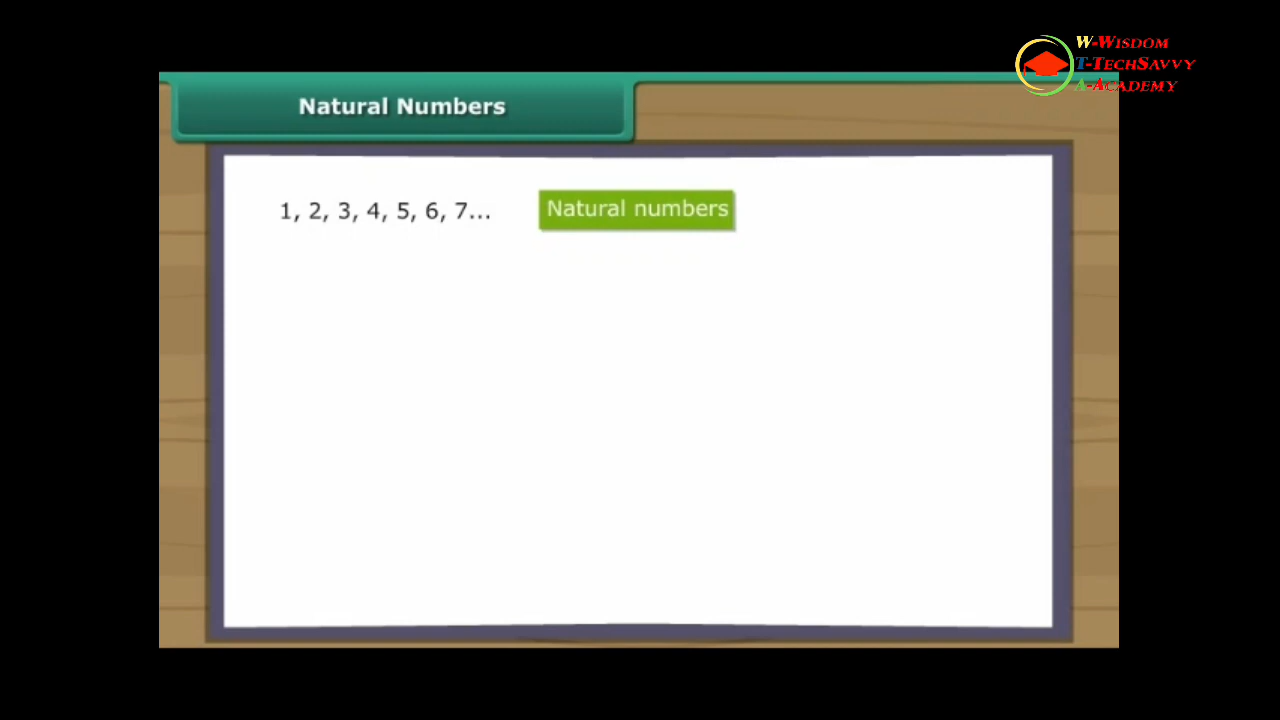 W-Wisdom
T-TechSavvy
A-Academy
Natural Numbers
1, 2, 3, 4, 5, 6, 7... Natural numbers